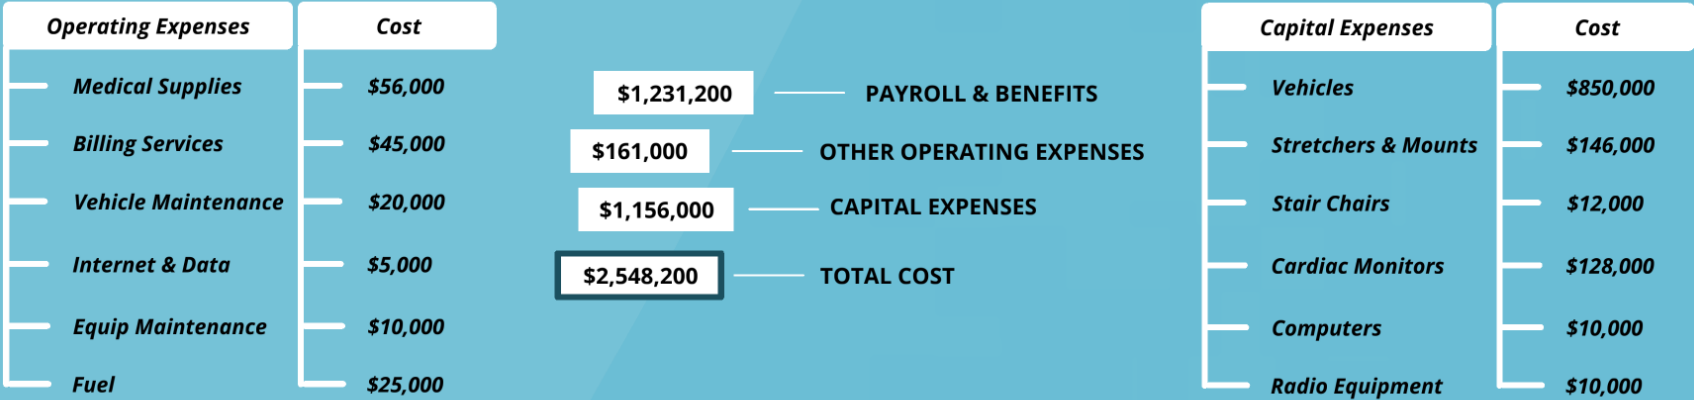 Operating Expenses Cost
Medical Supplies $56,000
Billing Services $45,000
Vehicle Maintenance $20,000
Internet & Data $5,000
Equip Maintenance $10,000
Fuel $25,000
$1,231,200 PAYROLL & BENEFITS
$161,000 OTHER OPERATING EXPENSES
$1,156,000 CAPITAL EXPENSES
$2,548,200 TOTAL COST
Capital Expenses Cost
Vehicles $850,000
Stretchers & Mounts $146,000
Stair Chairs $12,000
Cardiac Monitors $128,000
Computers $10,000
Radio Equipment $10,000